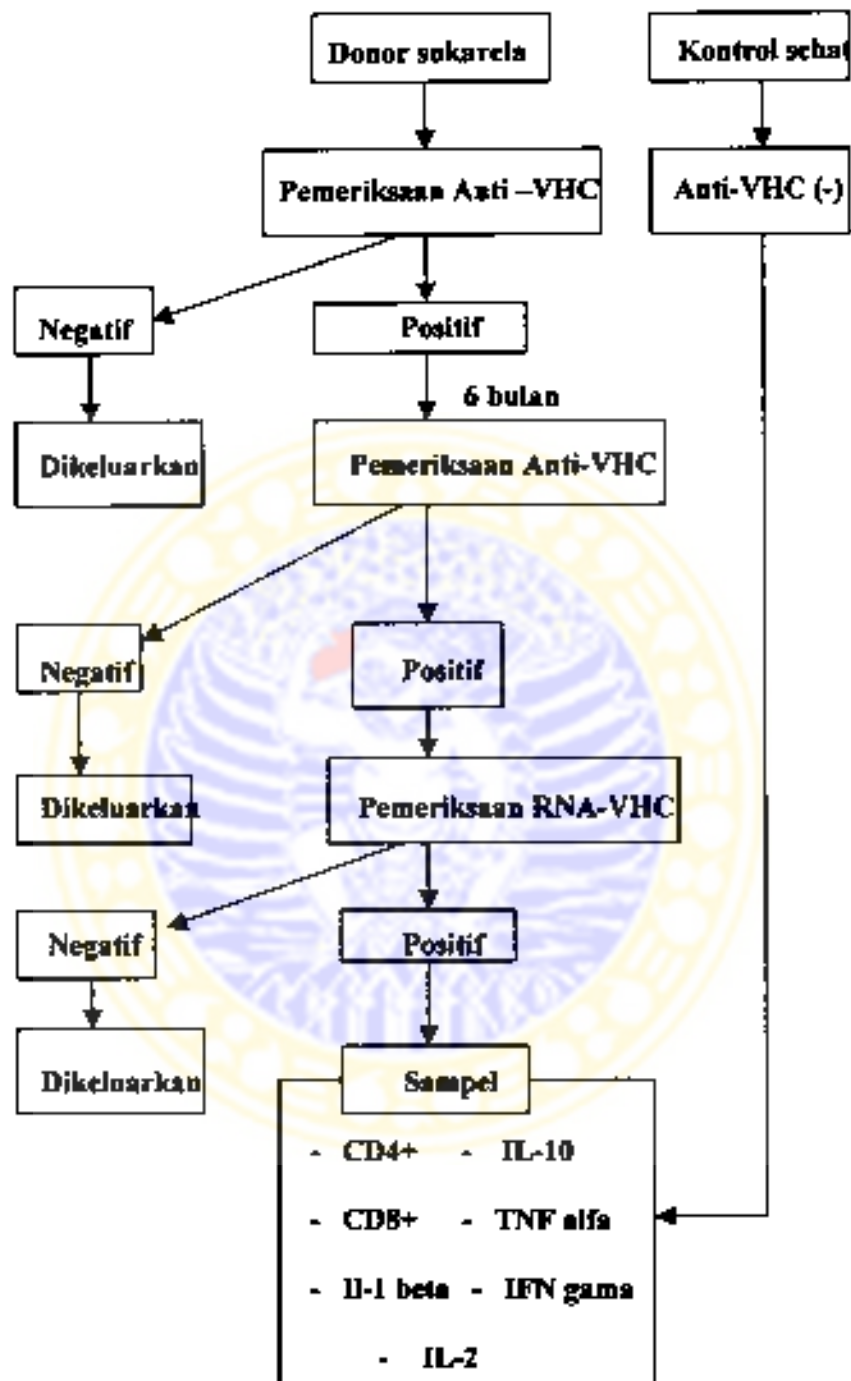 Donor sukarela
Kontrol sehat
Pemeriksaan Anti –VHC
Anti-VHC (-)
Negatif
Positif
6 bulan
Dikeluarkan
Pemeriksaan Anti-VHC
Negatif
Positif
Dikeluarkan
Pemeriksaan RNA-VHC
Negatif
Positif
Dikeluarkan
Sampel
- CD4+ - IL-10
- CD8+ - TNF alfa
- Il-1 beta - IFN gama
- IL-2